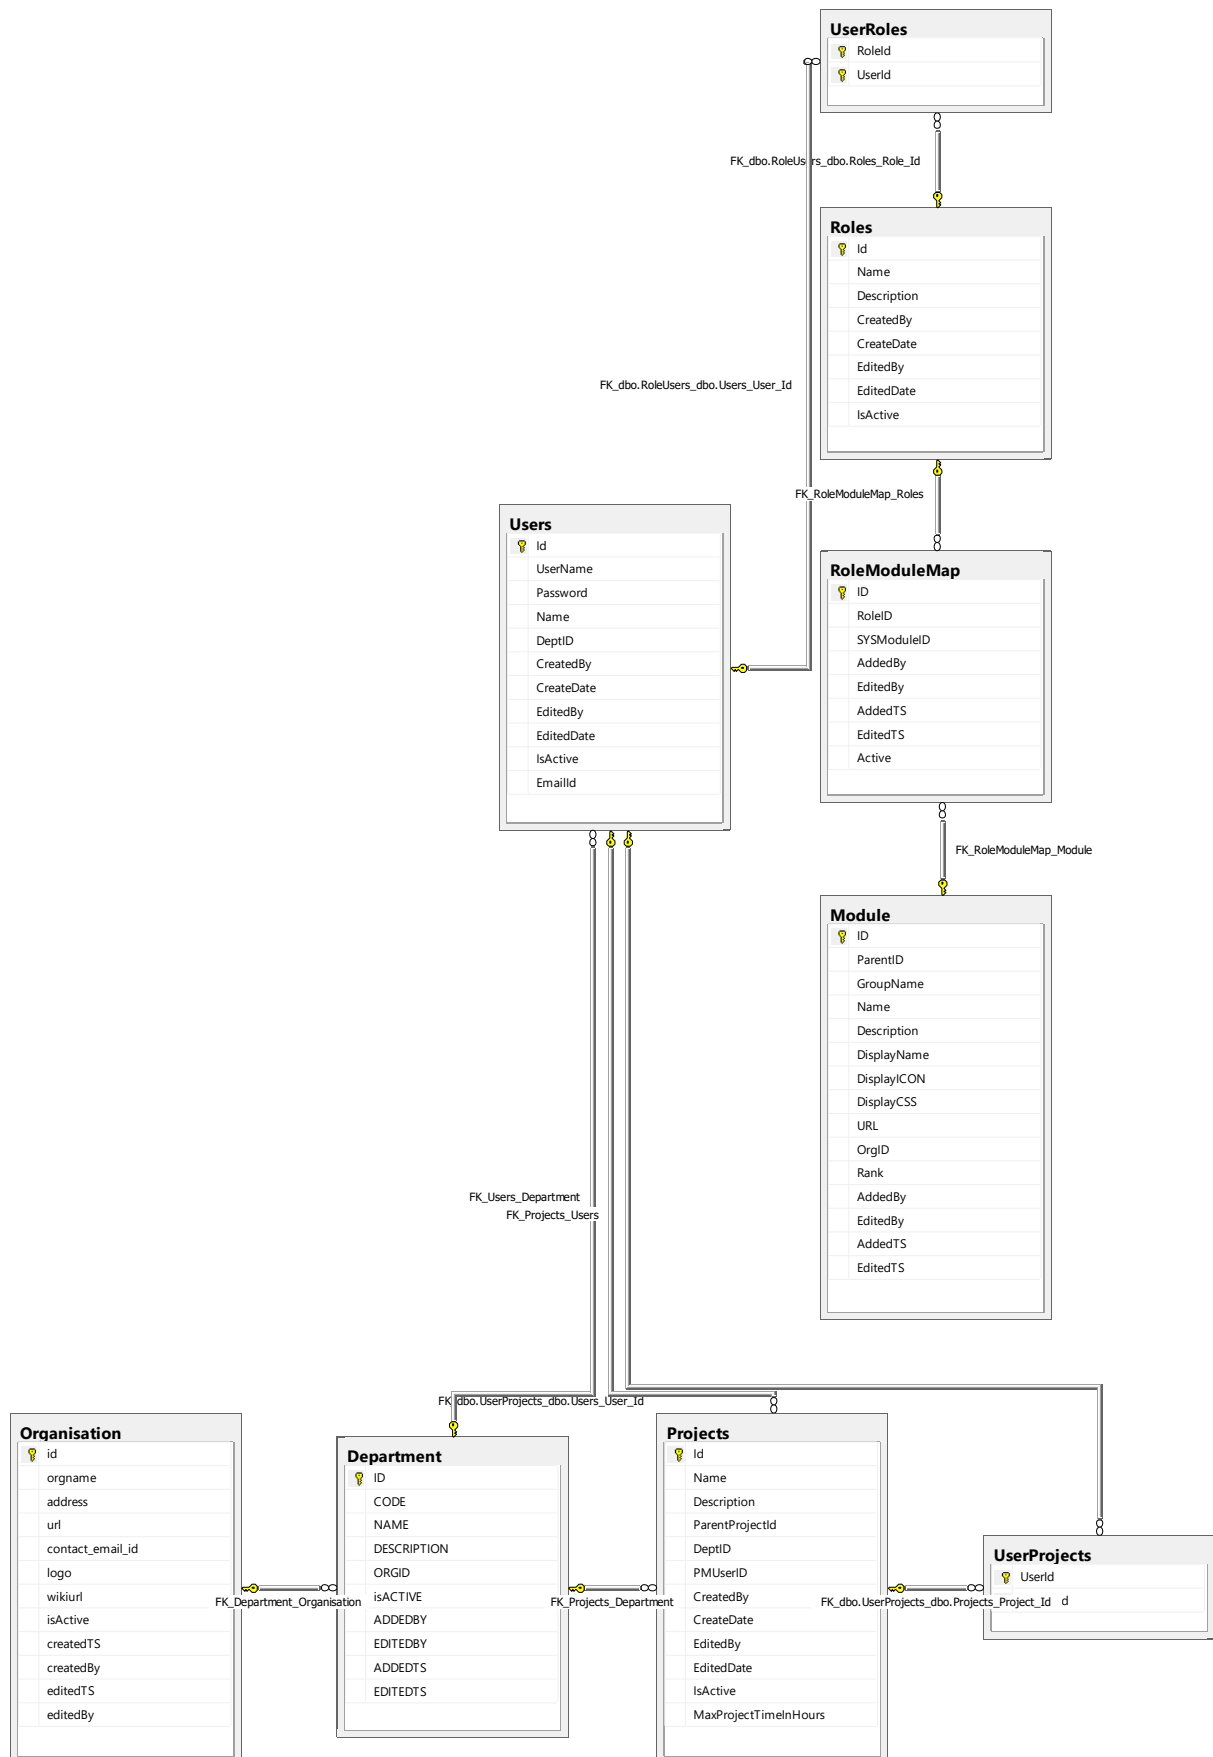 UserRoles
RoleId
UserId
FK_dbo.RoleUsers_dbo.Roles_Role_Id
Roles
Id
Name
Description
CreatedBy
CreateDate
EditedBy
EditedDate
IsActive
FK_dbo.RoleUsers_dbo.Users_User_Id
FK_RoleModuleMap_Roles
Users
Id
UserName
Password
Name
DeptID
CreatedBy
CreateDate
EditedBy
EditedDate
IsActive
EmailId
RoleModuleMap
ID
RoleID
SYSModuleID
AddedBy
EditedBy
AddedTS
EditedTS
Active
FK_RoleModuleMap_Module
Module
ID
ParentID
GroupName
Name
Description
DisplayName
DisplayICON
DisplayCSS
URL
OrgID
Rank
AddedBy
EditedBy
AddedTS
EditedTS
FK_Users_Department
FK_Projects_Users
FK_dbo.UserProjects_dbo.Users_User_Id
Organisation
id
orgname
address
url
contact_email_id
logo
wikiurl
isActive
createdTS
createdBy
editedTS
editedBy
FK_Department_Organisation
Department
ID
CODE
NAME
DESCRIPTION
ORGID
isACTIVE
ADDEDBY
EDITEDBY
ADDEDTS
EDITEDTS
FK_Projects_Department
Projects
Id
Name
Description
ParentProjectId
DeptID
PMUserID
CreatedBy
CreateDate
EditedBy
EditedDate
IsActive
MaxProjectTimeInHours
FK_dbo.UserProjects_dbo.Projects_Project_Id
UserProjects
UserId